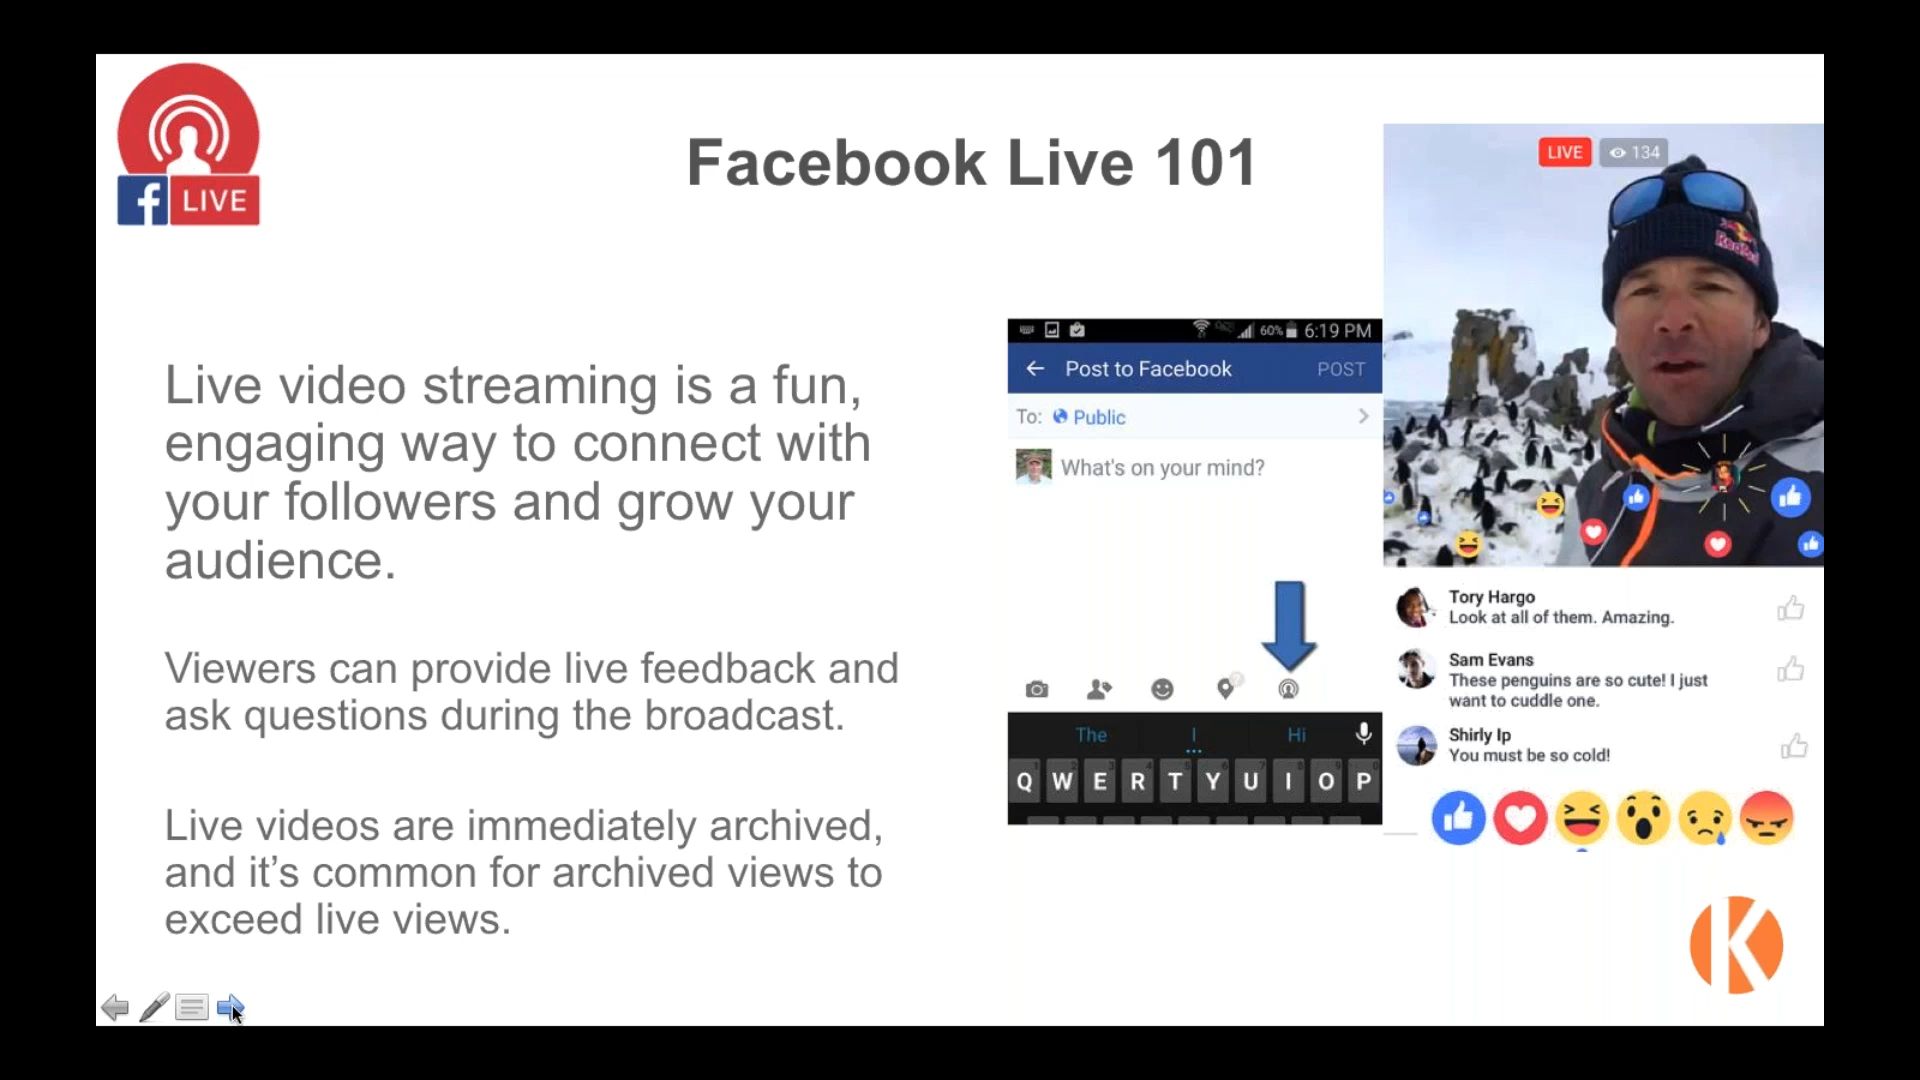 f LIVE
Facebook Live 101
Live video streaming is a fun,
engaging way to connect with
your followers and grow your
audience.
Viewers can provide live feedback and
ask questions during the broadcast.
Live videos are immediately archived,
and it’s common for archived views to
exceed live views.
60% 6:19 PM
Post to Facebook POST
To: Public
What's on your mind?
The I Hi
Q W E R T Y U I O P
LIVE 134
Red Bull
Tory Hargo
Look at all of them. Amazing.
Sam Evans
These penguins are so cute! I just
want to cuddle one.
Shirly Ip
You must be so cold!
K